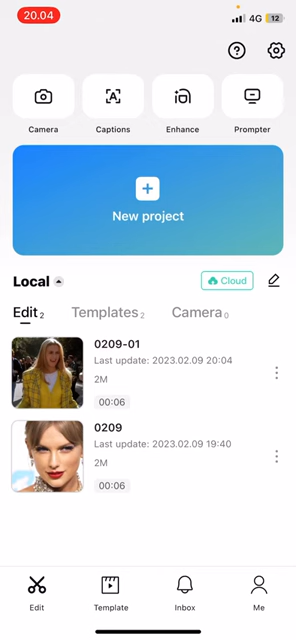 20.04
4G 12
Camera
Captions
Enhance
Prompter
New project
Local
Cloud
Edit 2 Templates 2 Camera 0
0209-01
Last update: 2023.02.09 20:04
2M
00:06
0209
Last update: 2023.02.09 19:40
2M
00:06
Edit
Template
Inbox
Me